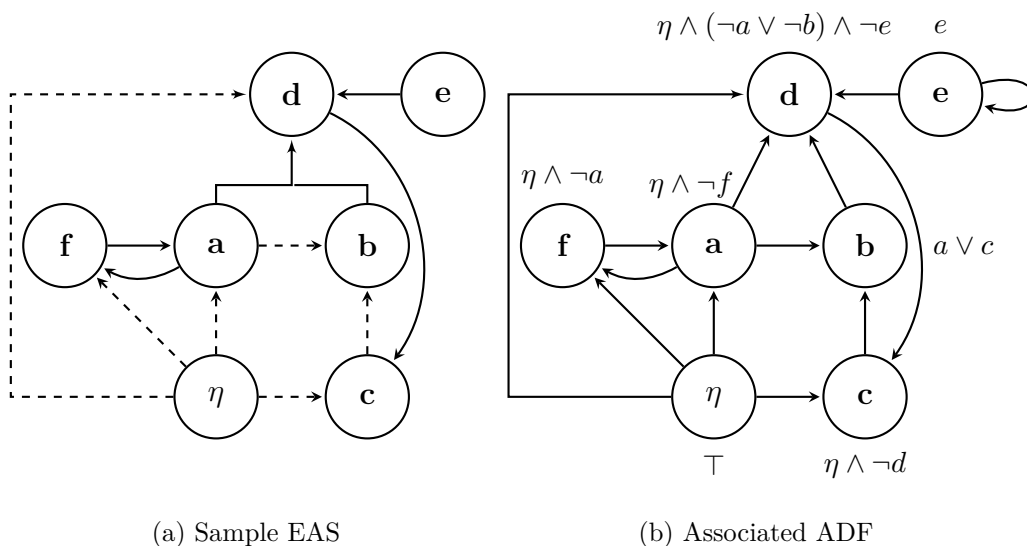 d
e
f
a
b
η
c
(a) Sample EAS
η ∧ (¬a ∨ ¬b) ∧ ¬e
e
d
e
η ∧ ¬a
η ∧ ¬f
f
a
b
a ∨ c
η
c
⊤
η ∧ ¬d
(b) Associated ADF